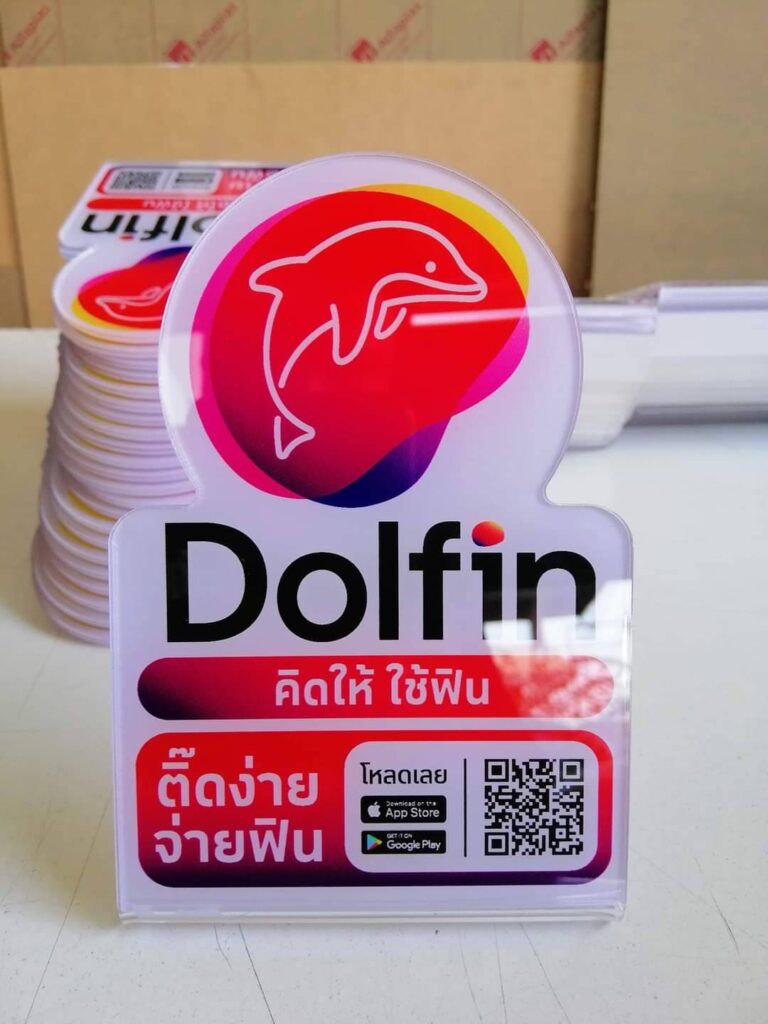 Dolfin
คิดให้ ใช้ฟิน
ติ๊ดง่าย
จ่ายฟิน
โหลดเลย
Download on the
App Store
GET IT ON
Google Play
Dolfin